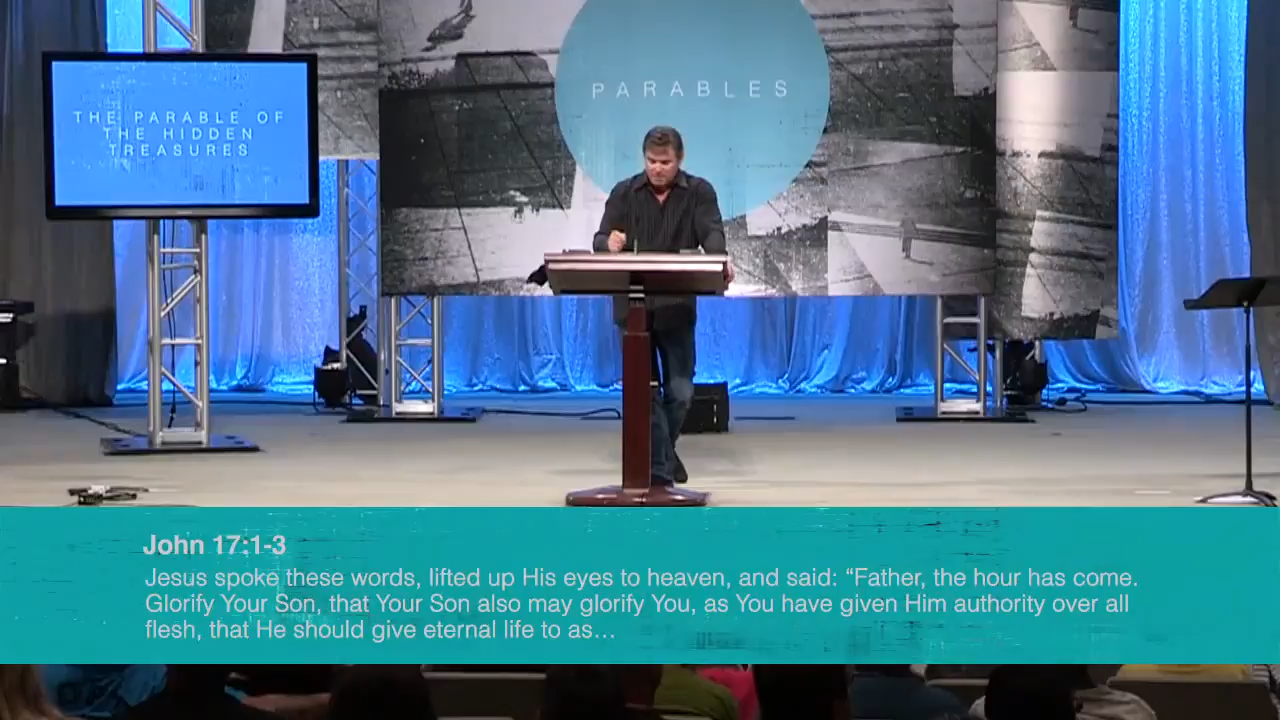 PARABLES
THE PARABLE OF
THE HIDDEN
TREASURES
John 17:1-3
Jesus spoke these words, lifted up His eyes to heaven, and said: “Father, the hour has come.
Glorify Your Son, that Your Son also may glorify You, as You have given Him authority over all
flesh, that He should give eternal life to as…